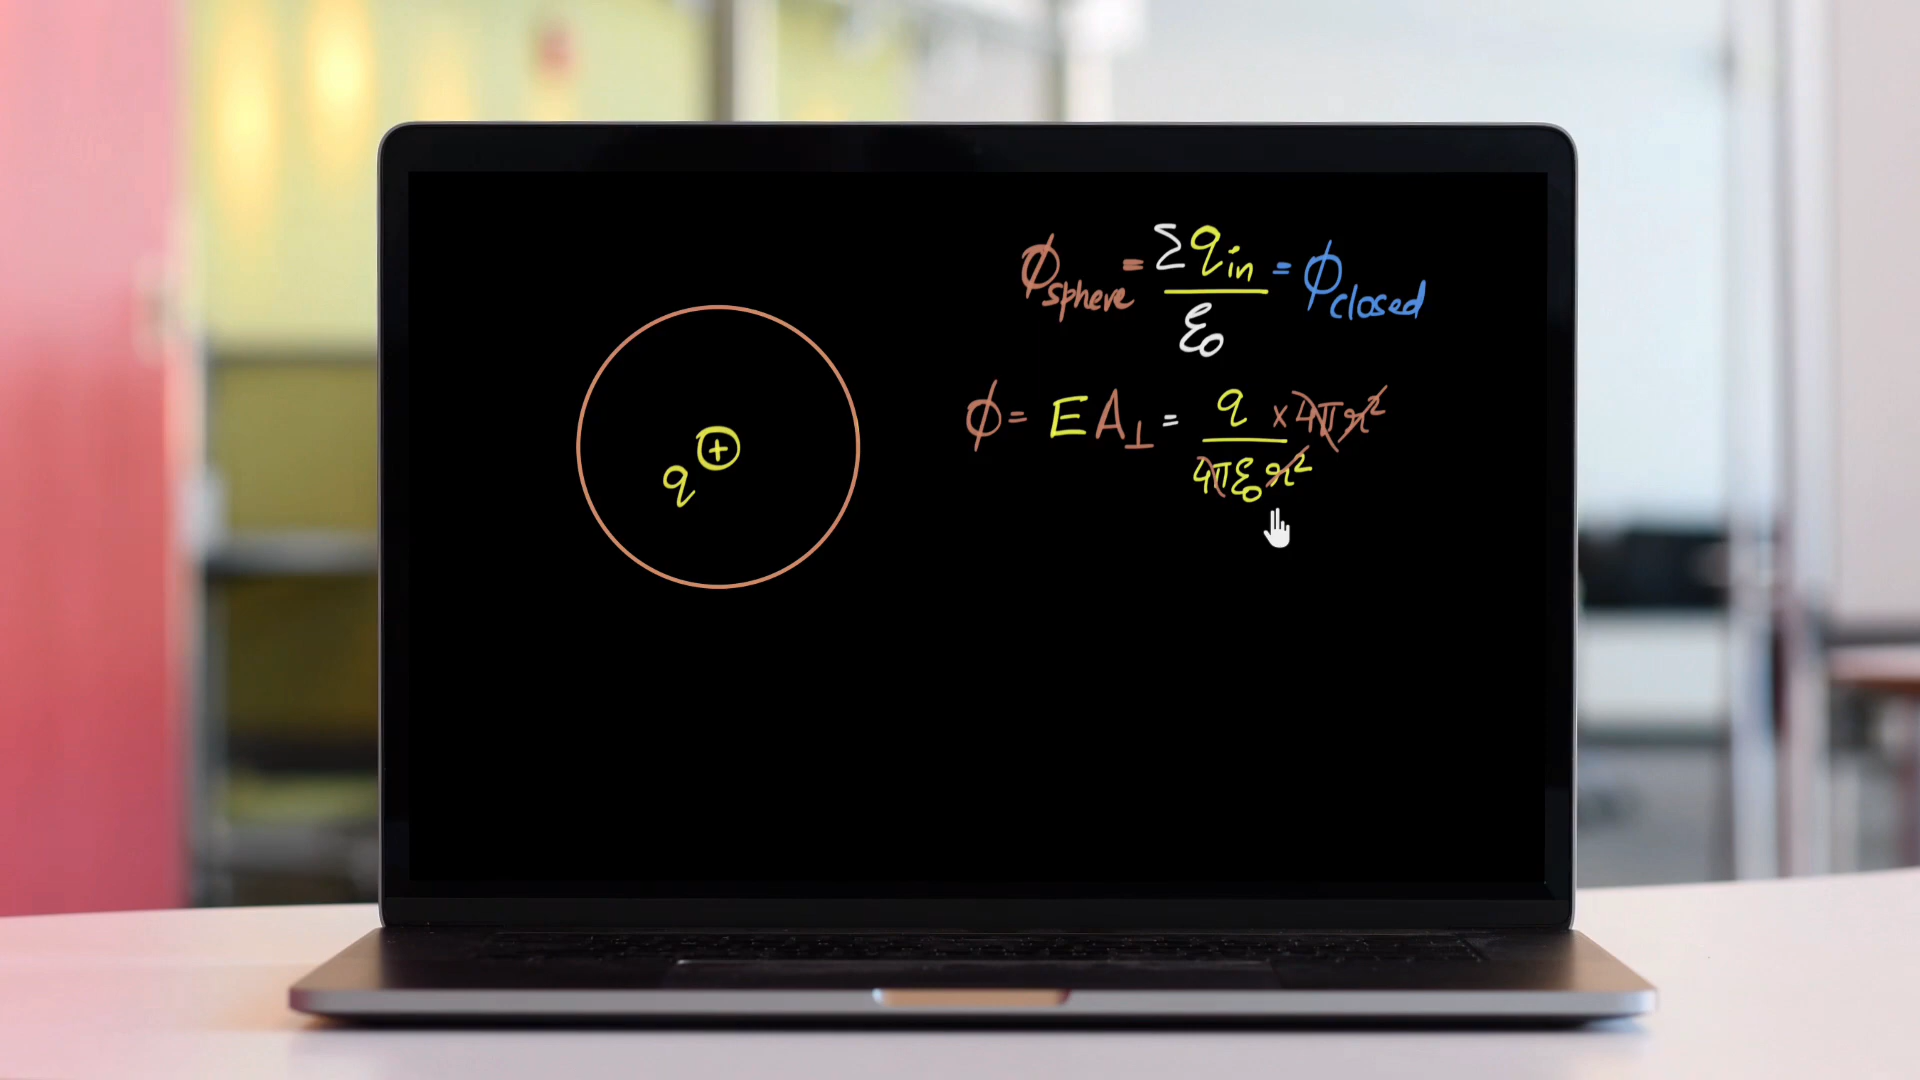 ϕsphere = Σqin/ε0 = ϕclosed
ϕ = EA⊥ = q/4πε0r² × 4πr²
q +